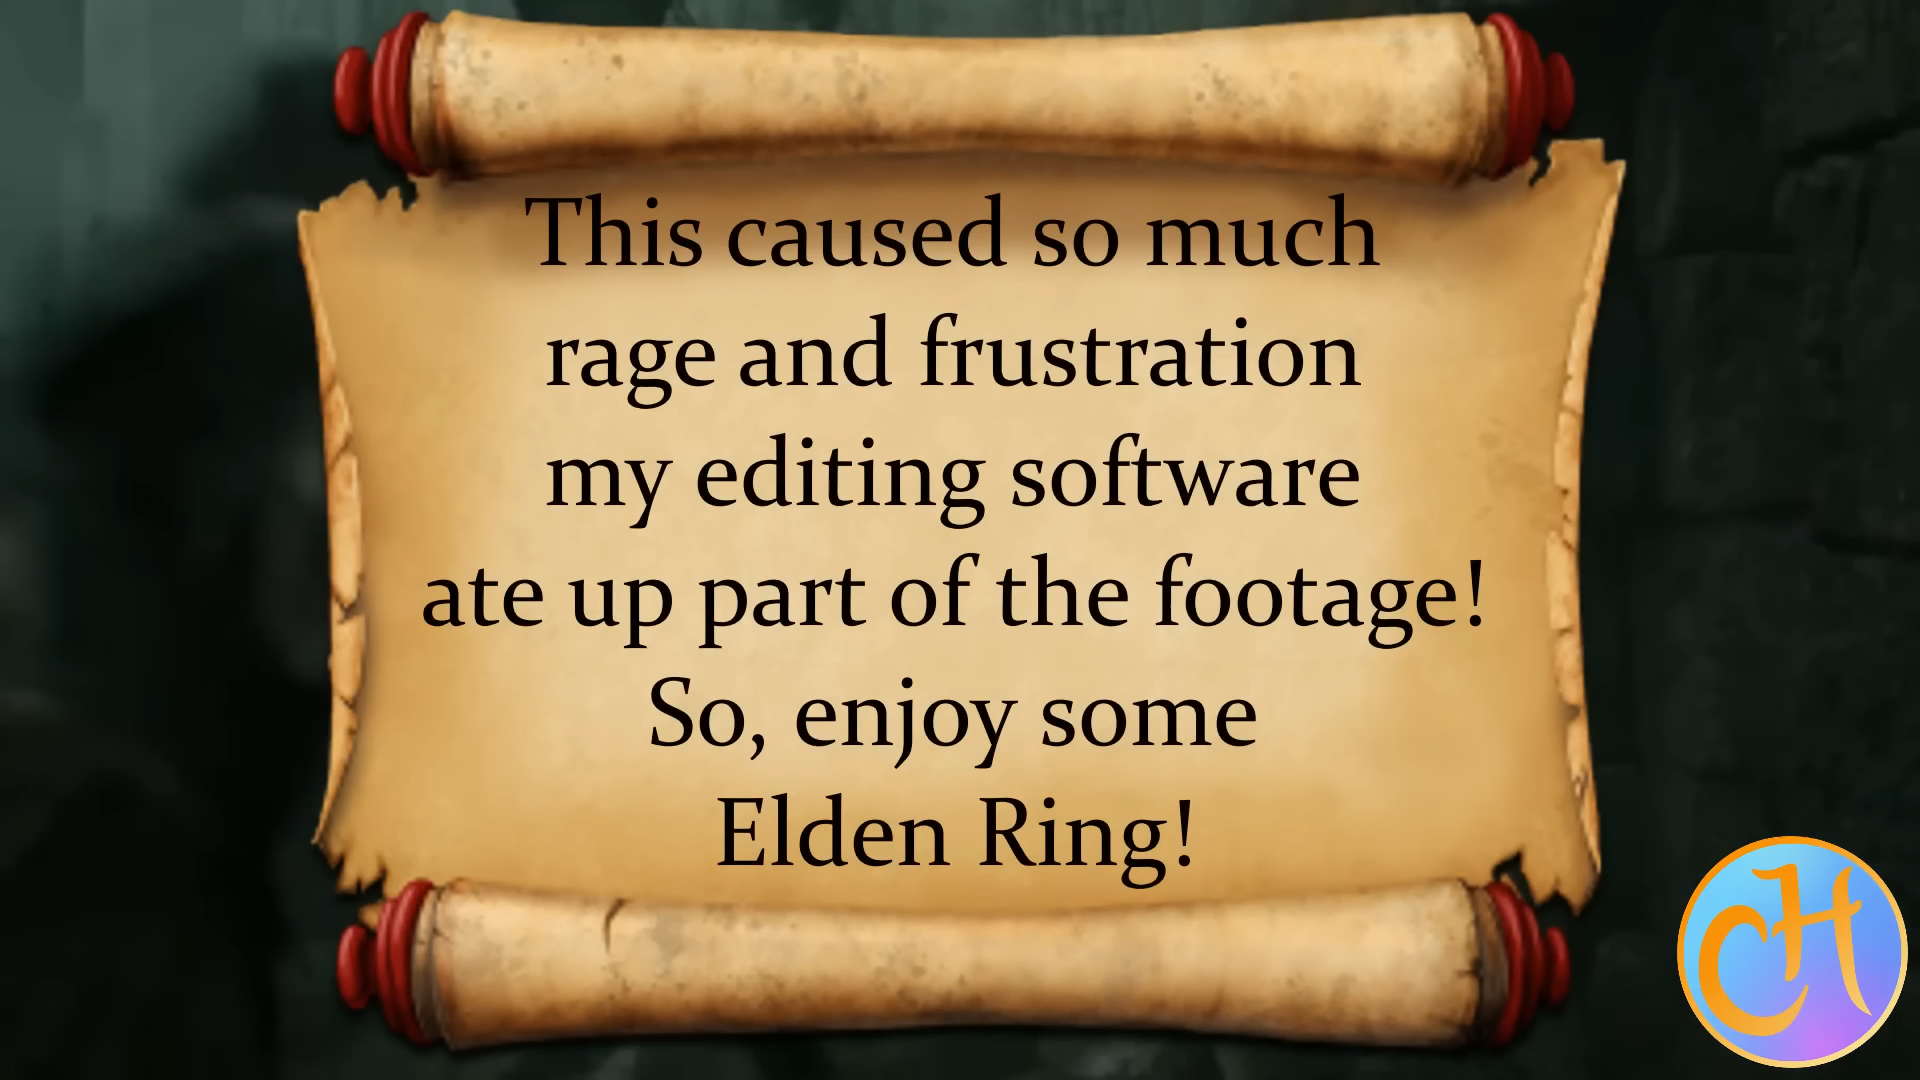 This caused so much
rage and frustration
my editing software
ate up part of the footage!
So, enjoy some
Elden Ring!
CH